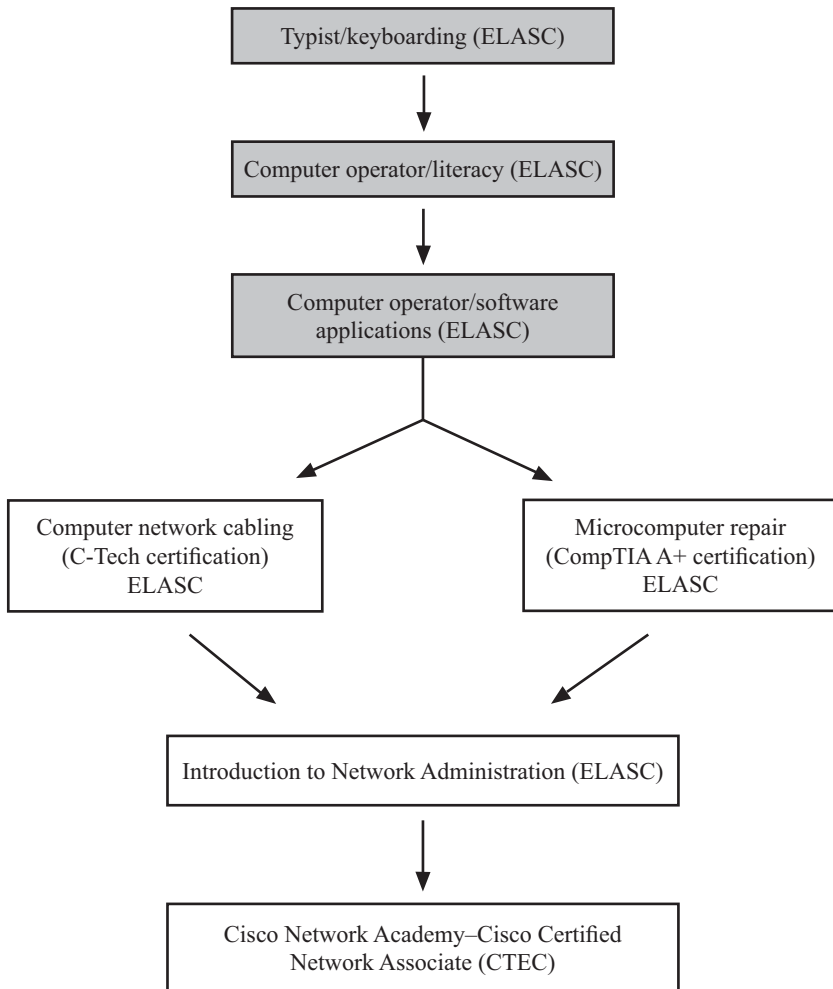 Typist/keyboarding (ELASC)
Computer operator/literacy (ELASC)
Computer operator/software
applications (ELASC)
Computer network cabling
(C-Tech certification)
ELASC
Microcomputer repair
(CompTIA A+ certification)
ELASC
Introduction to Network Administration (ELASC)
Cisco Network Academy–Cisco Certified
Network Associate (CTEC)